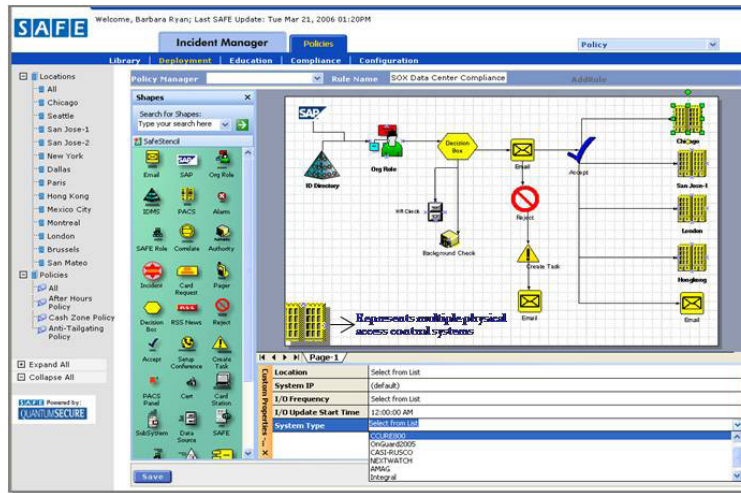 SAFE
Welcome, Barbara Ryan; Last SAFE Update: Tue Mar 21, 2006 01:20PM
Incident Manager
Policies
Policy
Library | Deployment | Education | Compliance | Configuration
Policy Manager
Rule Name
SOX Data Center Compliance
AddRule
Locations
All
Chicago
Seattle
San Jose-1
San Jose-2
New York
Dallas
Paris
Hong Kong
Mexico City
Montreal
London
Brussels
San Mateo
Policies
All
After Hours
Policy
Cash Zone Policy
Anti-Tailgating
Policy
Expand All
Collapse All
SAFE Powered by:
QUANTUMSECURE
Shapes X
Search for Shapes:
Type your search here
SafeStencil
Email
SAP
Org Role
IDMS
PACS
Alarm
SAFE Role
Correlate
Authority
Incident
Card
Request
Pager
Decision
Box
RSS News
Reject
Accept
Setup
Conference
Create
Task
PACS
Panel
Cert
Card
Station
SubSystem
Data
Source
SAFE
Save
SAP
ID Directory
Org Role
Decision
Box
HR Check
Background Check
Email
Reject
Create Task
Email
Accept
Chicago
San Jose-1
London
Hongkong
Email
Represents multiple physical
access control systems
Page-1
Custom Properties -...
Location
Select from List
System IP
(default)
I/O Frequency
Select from List
I/O Update Start Time
12:00:00 AM
System Type
Select from List
CCURE800
OnGuard2005
CASI-RUSCO
NEXTWATCH
AMAG
Integral